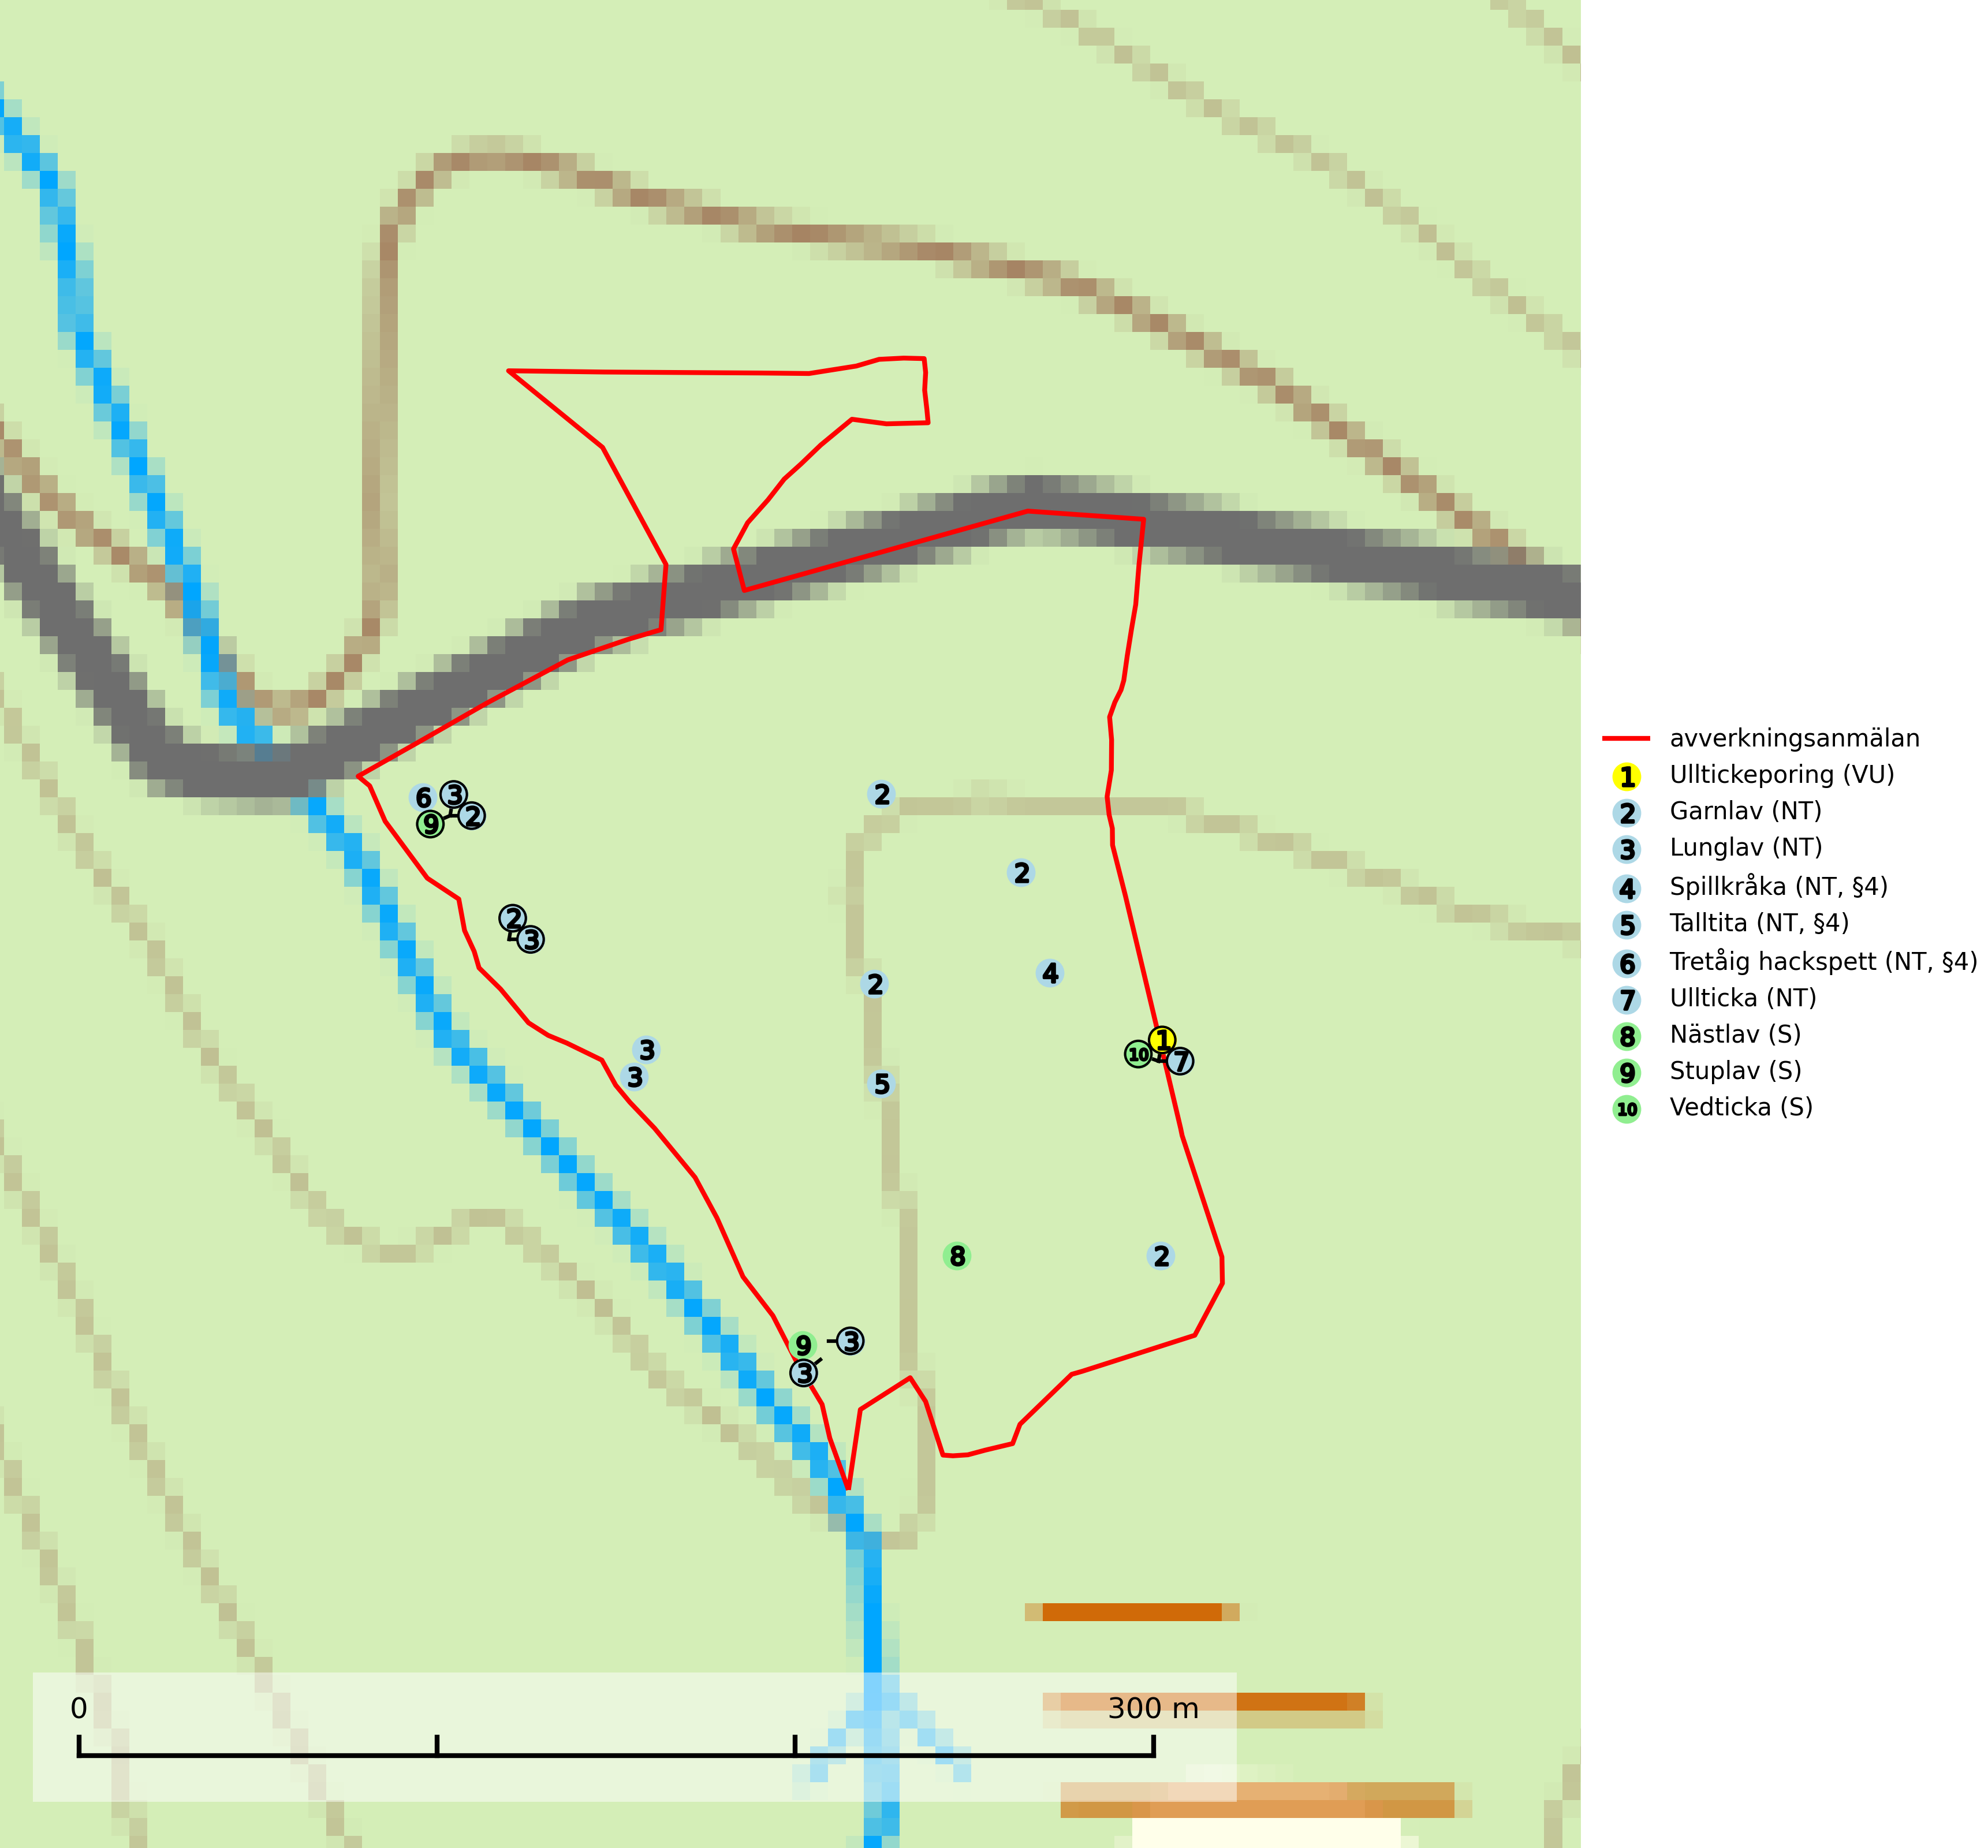 avverkningsanmälan
1 Ulltickeporing (VU)
2 Garnlav (NT)
3 Lunglav (NT)
4 Spillkråka (NT, §4)
5 Talltita (NT, §4)
6 Tretåig hackspett (NT, §4)
7 Ullticka (NT)
8 Nästlav (S)
9 Stuplav (S)
10 Vedticka (S)
2
6 3
9 2
2
2
3
4
2
3
1
10 7
3
5
8
2
9 3
3
0 300 m